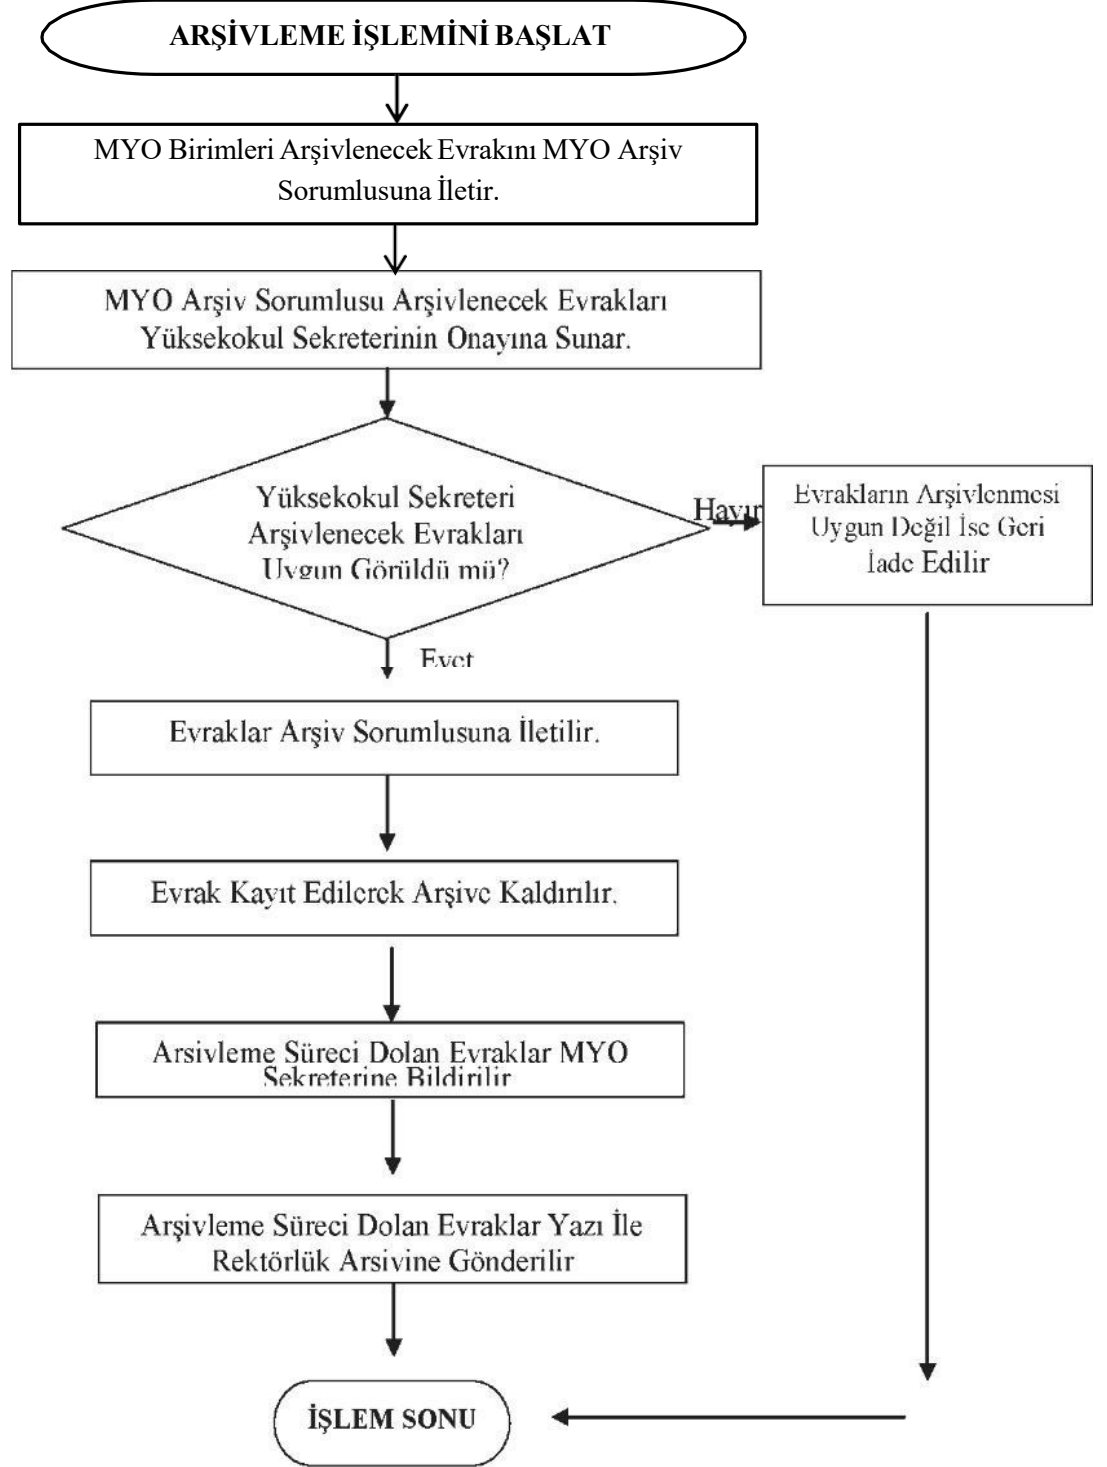 ARŞİVLEME İŞLEMİNİ BAŞLAT
MYO Birimleri Arşivlenecek Evrakını MYO Arşiv
Sorumlusuna İletir.
MYO Arşiv Sorumlusu Arşivlenecek Evrakları
Yüksekokul Sekreterinin Onayına Sunar.
Yüksekokul Sekreteri
Arşivlenecek Evrakları
Uygun Görüldü mü?
Hayır
Evrakların Arşivlenmesi
Uygun Değil İse Geri
İade Edilir
Evet
Evraklar Arşiv Sorumlusuna İletilir.
Evrak Kayıt Edilerek Arşive Kaldırılır.
Arsivleme Süreci Dolan Evraklar MYO
Sekreterine Bildirilir
Arşivleme Süreci Dolan Evraklar Yazı İle
Rektörlük Arsivine Gönderilir
İŞLEM SONU